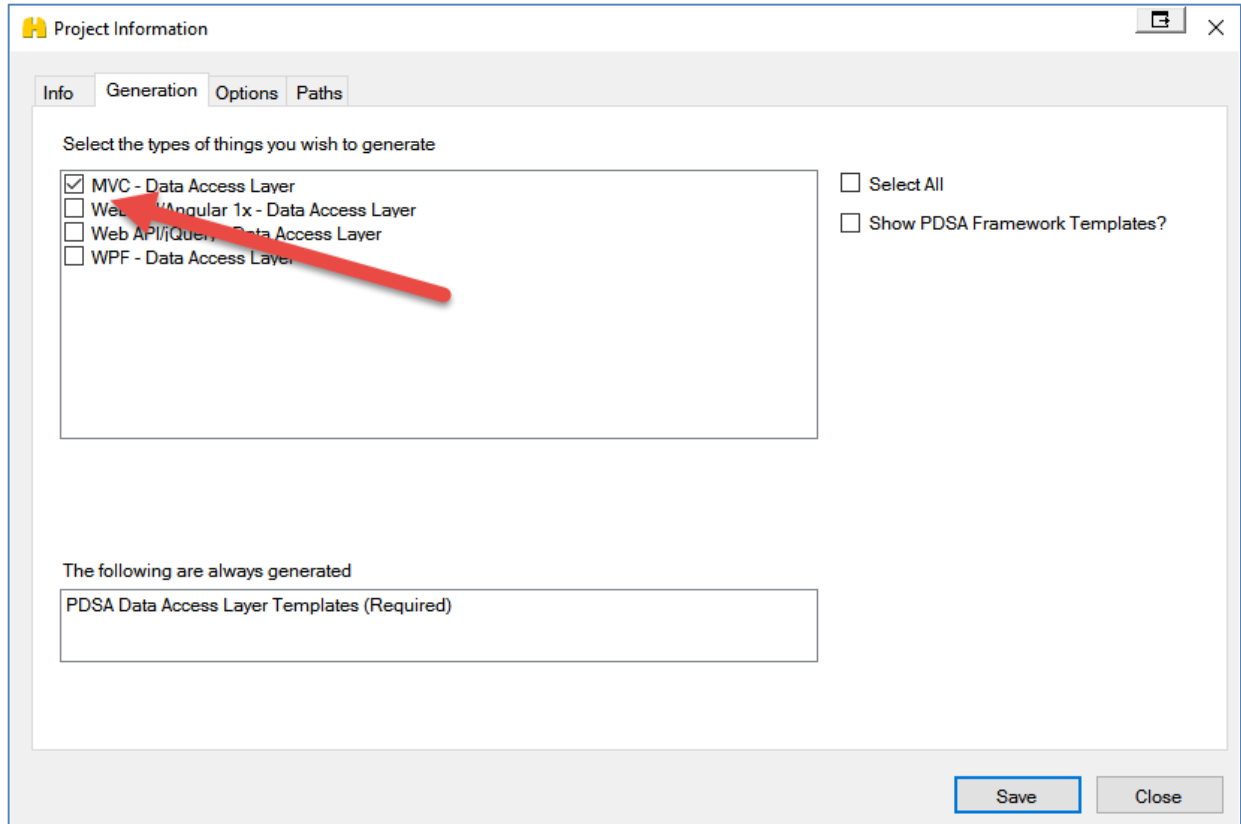 Project Information
Info Generation Options Paths
Select the types of things you wish to generate
MVC - Data Access Layer
Select All
/Angular 1x - Data Access Layer
Show PDSA Framework Templates?
Web API/jQuery Data Access Layer
WPF - Data Access Layer
The following are always generated
PDSA Data Access Layer Templates (Required)
Save Close